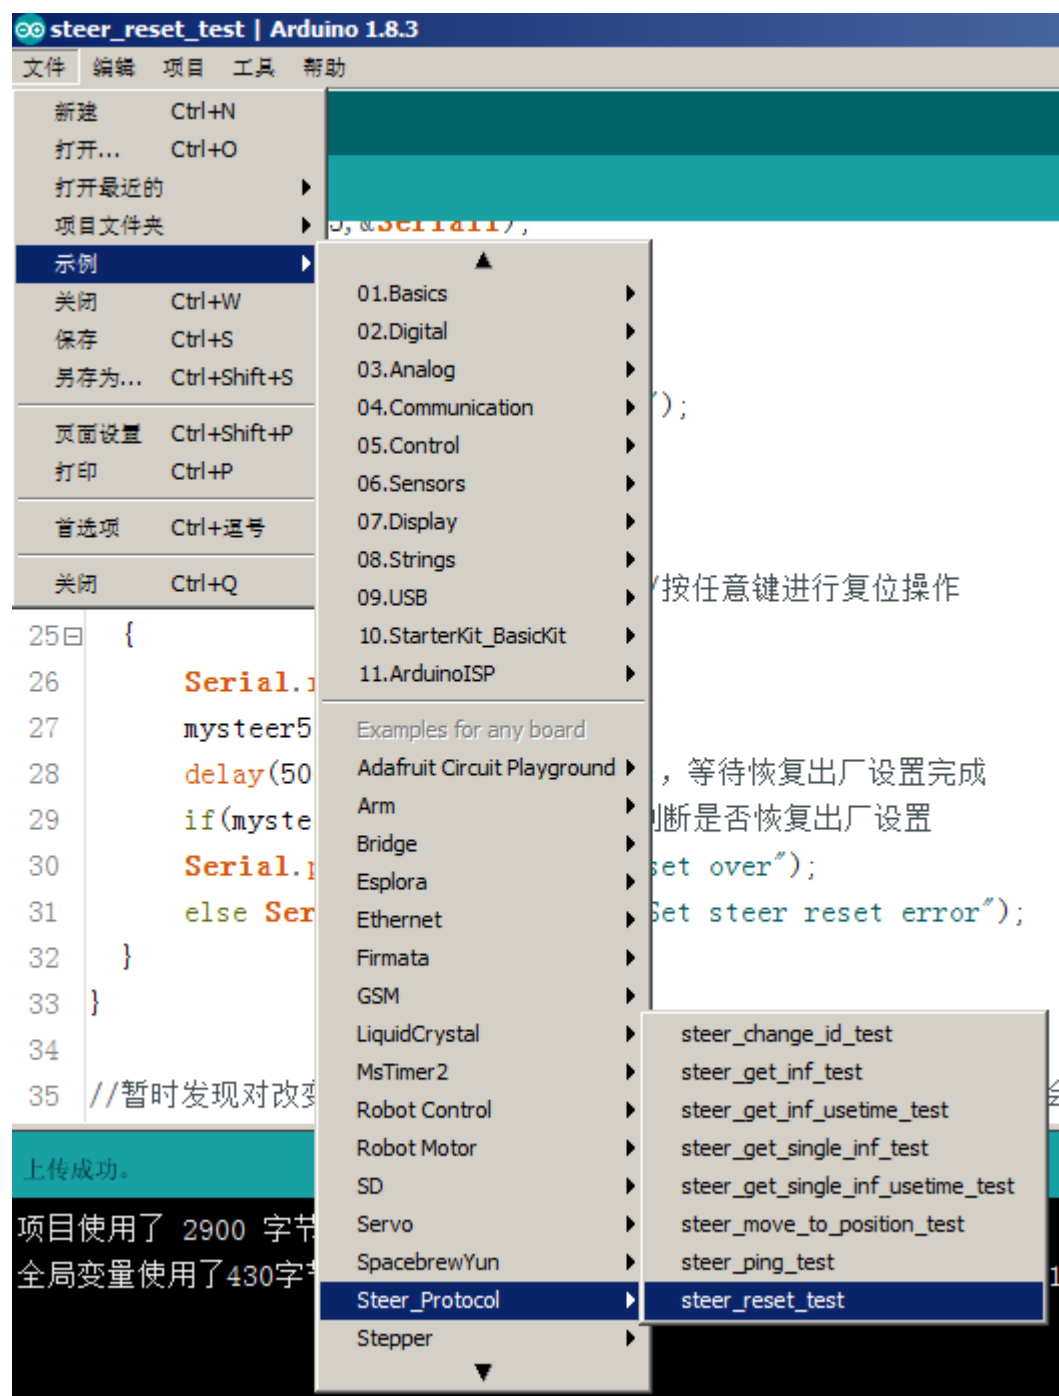 steer_reset_test | Arduino 1.8.3
文件 编辑 项目 工具 帮助
新建 Ctrl+N
打开... Ctrl+O
打开最近的
项目文件夹
示例
关闭 Ctrl+W
保存 Ctrl+S
另存为... Ctrl+Shift+S
页面设置 Ctrl+Shift+P
打印 Ctrl+P
首选项 Ctrl+逗号
关闭 Ctrl+Q
,&Serial1);
01.Basics
02.Digital
03.Analog
04.Communication
05.Control
06.Sensors
07.Display
08.Strings
09.USB
10.StarterKit_BasicKit
11.ArduinoISP
Examples for any board
Adafruit Circuit Playground
Arm
Bridge
Esplora
Ethernet
Firmata
GSM
LiquidCrystal
MsTimer2
Robot Control
Robot Motor
SD
Servo
SpacebrewYun
Steer_Protocol
Stepper
steer_change_id_test
steer_get_inf_test
steer_get_inf_usetime_test
steer_get_single_inf_test
steer_get_single_inf_usetime_test
steer_move_to_position_test
steer_ping_test
steer_reset_test
");
/按任意键进行复位操作
25 {
26 Serial.
27 mysteer5
28 delay(50 , 等待恢复出厂设置完成
29 if(myste 判断是否恢复出厂设置
30 Serial. set over");
31 else Ser Set steer reset error");
32 }
33 }
34
35 //暂时发现对改变
上传成功。
项目使用了 2900 字节
全局变量使用了430字